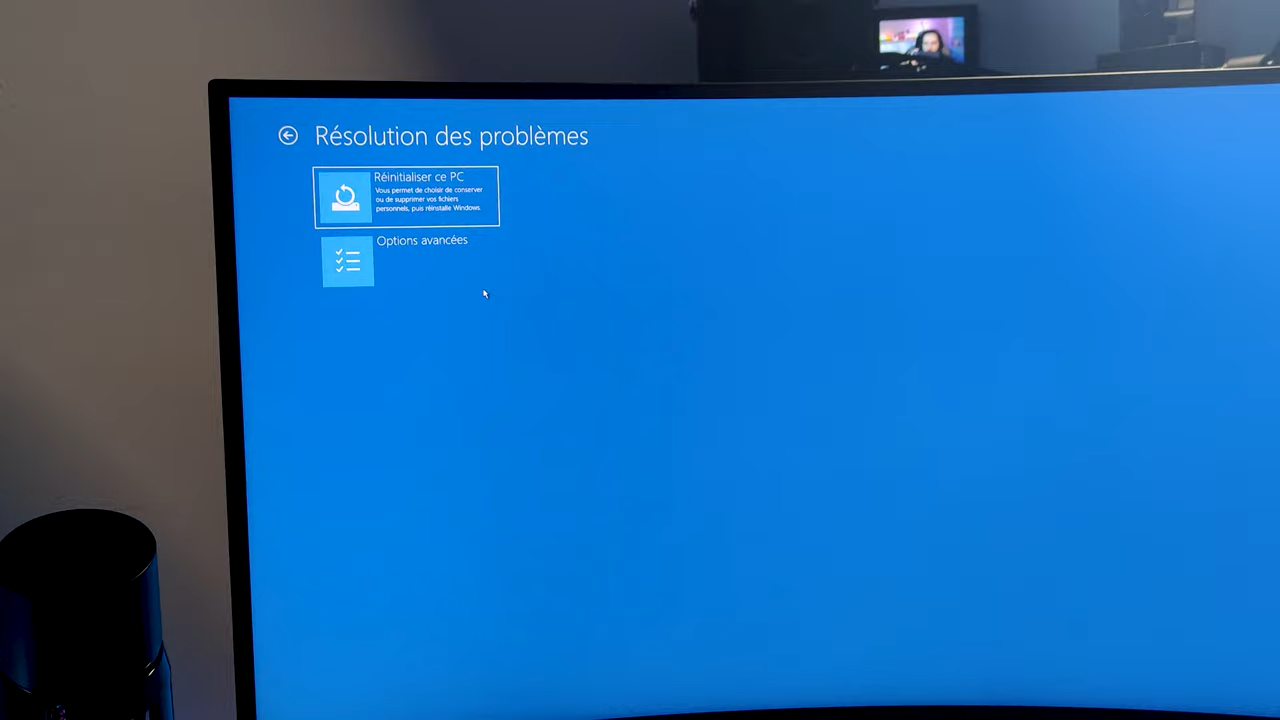 Résolution des problèmes
Réinitialiser ce PC
Vous permet de choisir de conserver
ou de supprimer vos fichiers
personnels, puis réinstalle Windows.
Options avancées